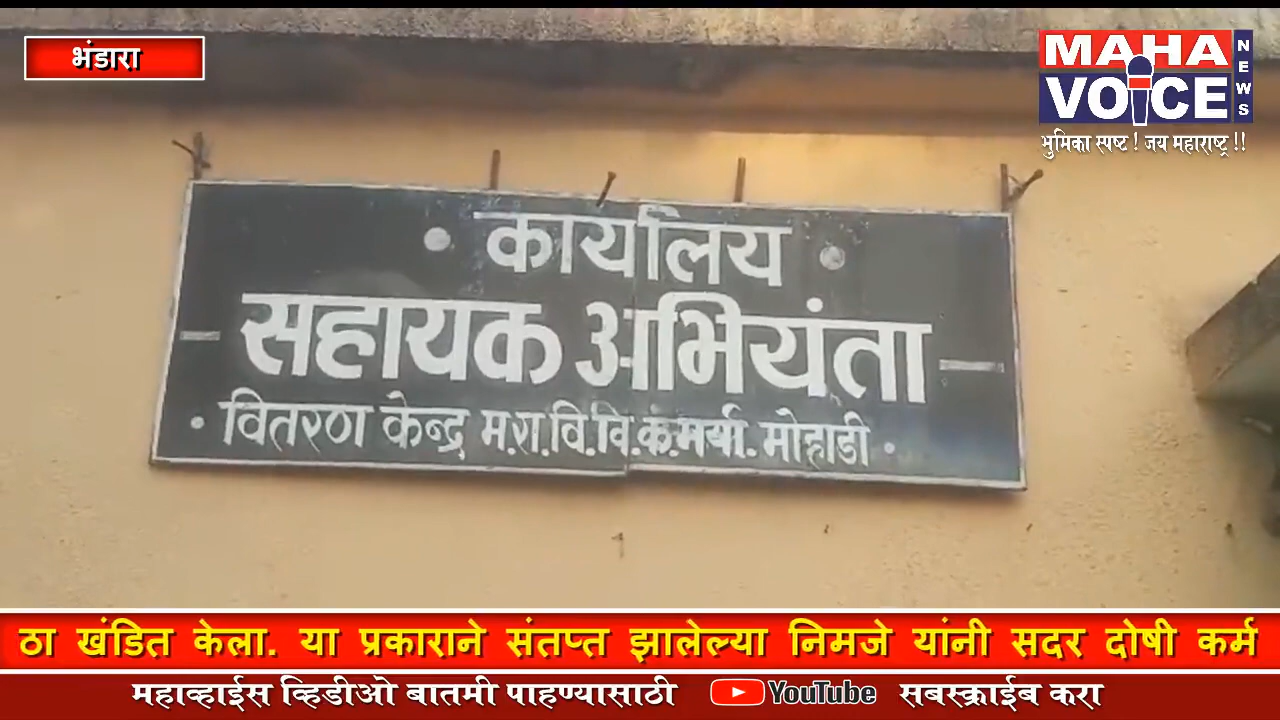 भंडारा
MAHA
VOICE
NEWS
भुमिका स्पष्ट ! जय महाराष्ट्र !!
कार्यालय
सहायक अभियंता
वितरण केन्द्र म.रा.वि.वि.कं.मर्या. मोहाडी
ठा खंडित केला. या प्रकाराने संतप्त झालेल्या निमजे यांनी सदर दोषी कर्म
महाव्हाईस व्हिडीओ बातमी पाहण्यासाठी YouTube सबस्क्राईब करा